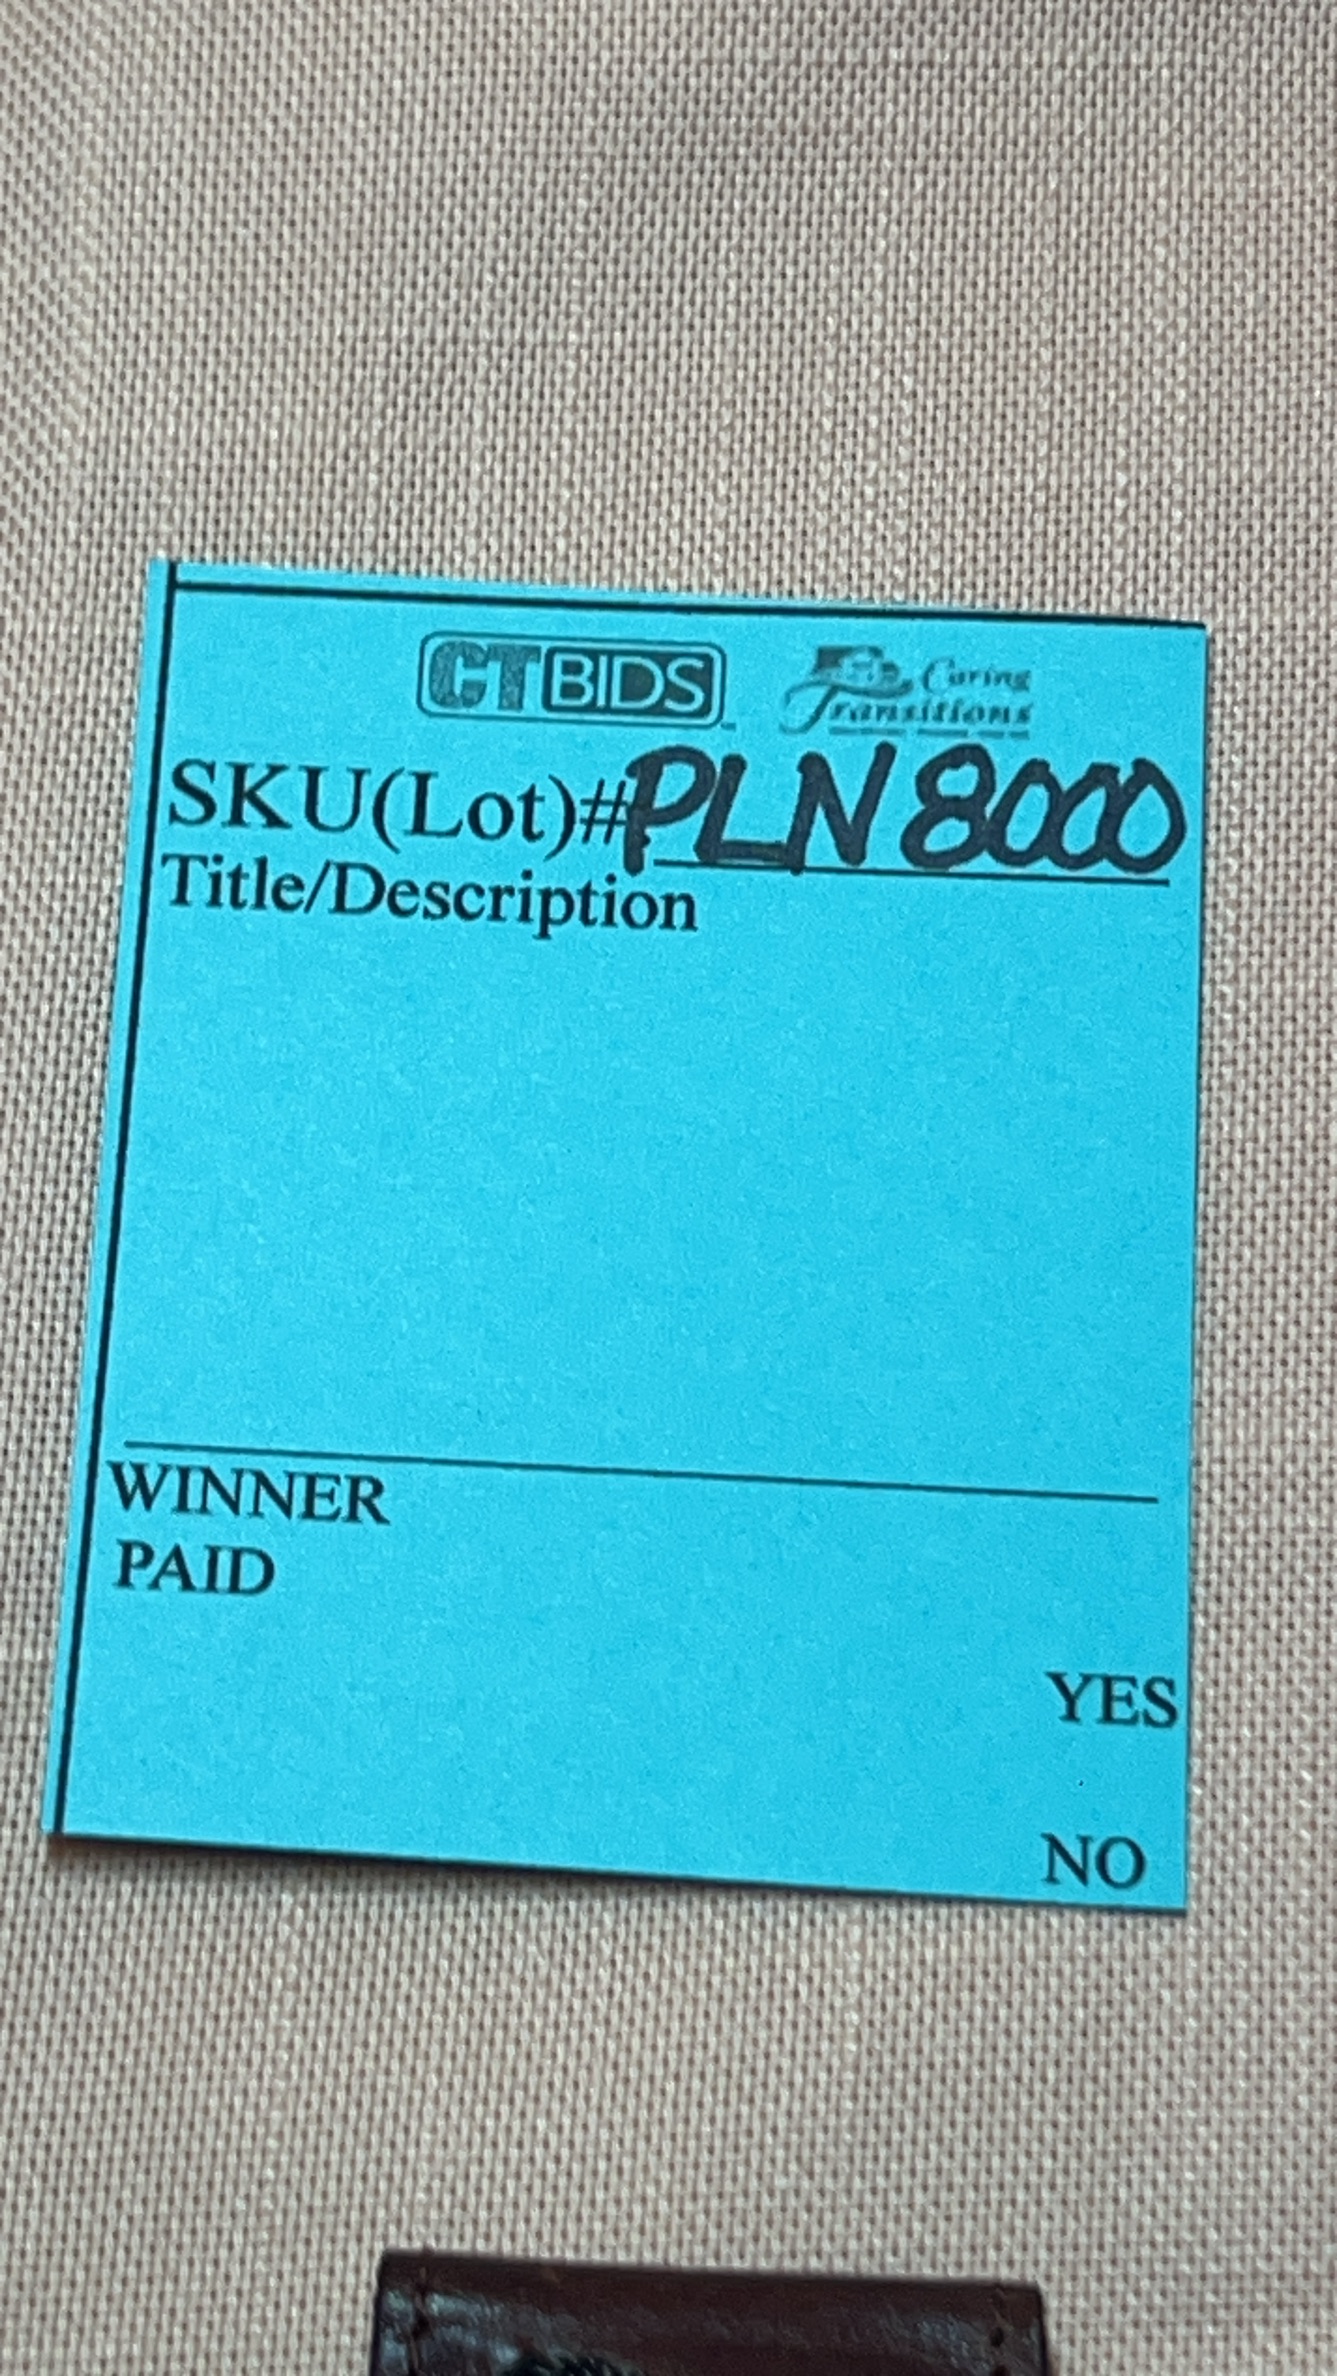 CTBIDS Caring Transitions
SKU(Lot)# PLN8000
Title/Description
WINNER
PAID
YES
NO